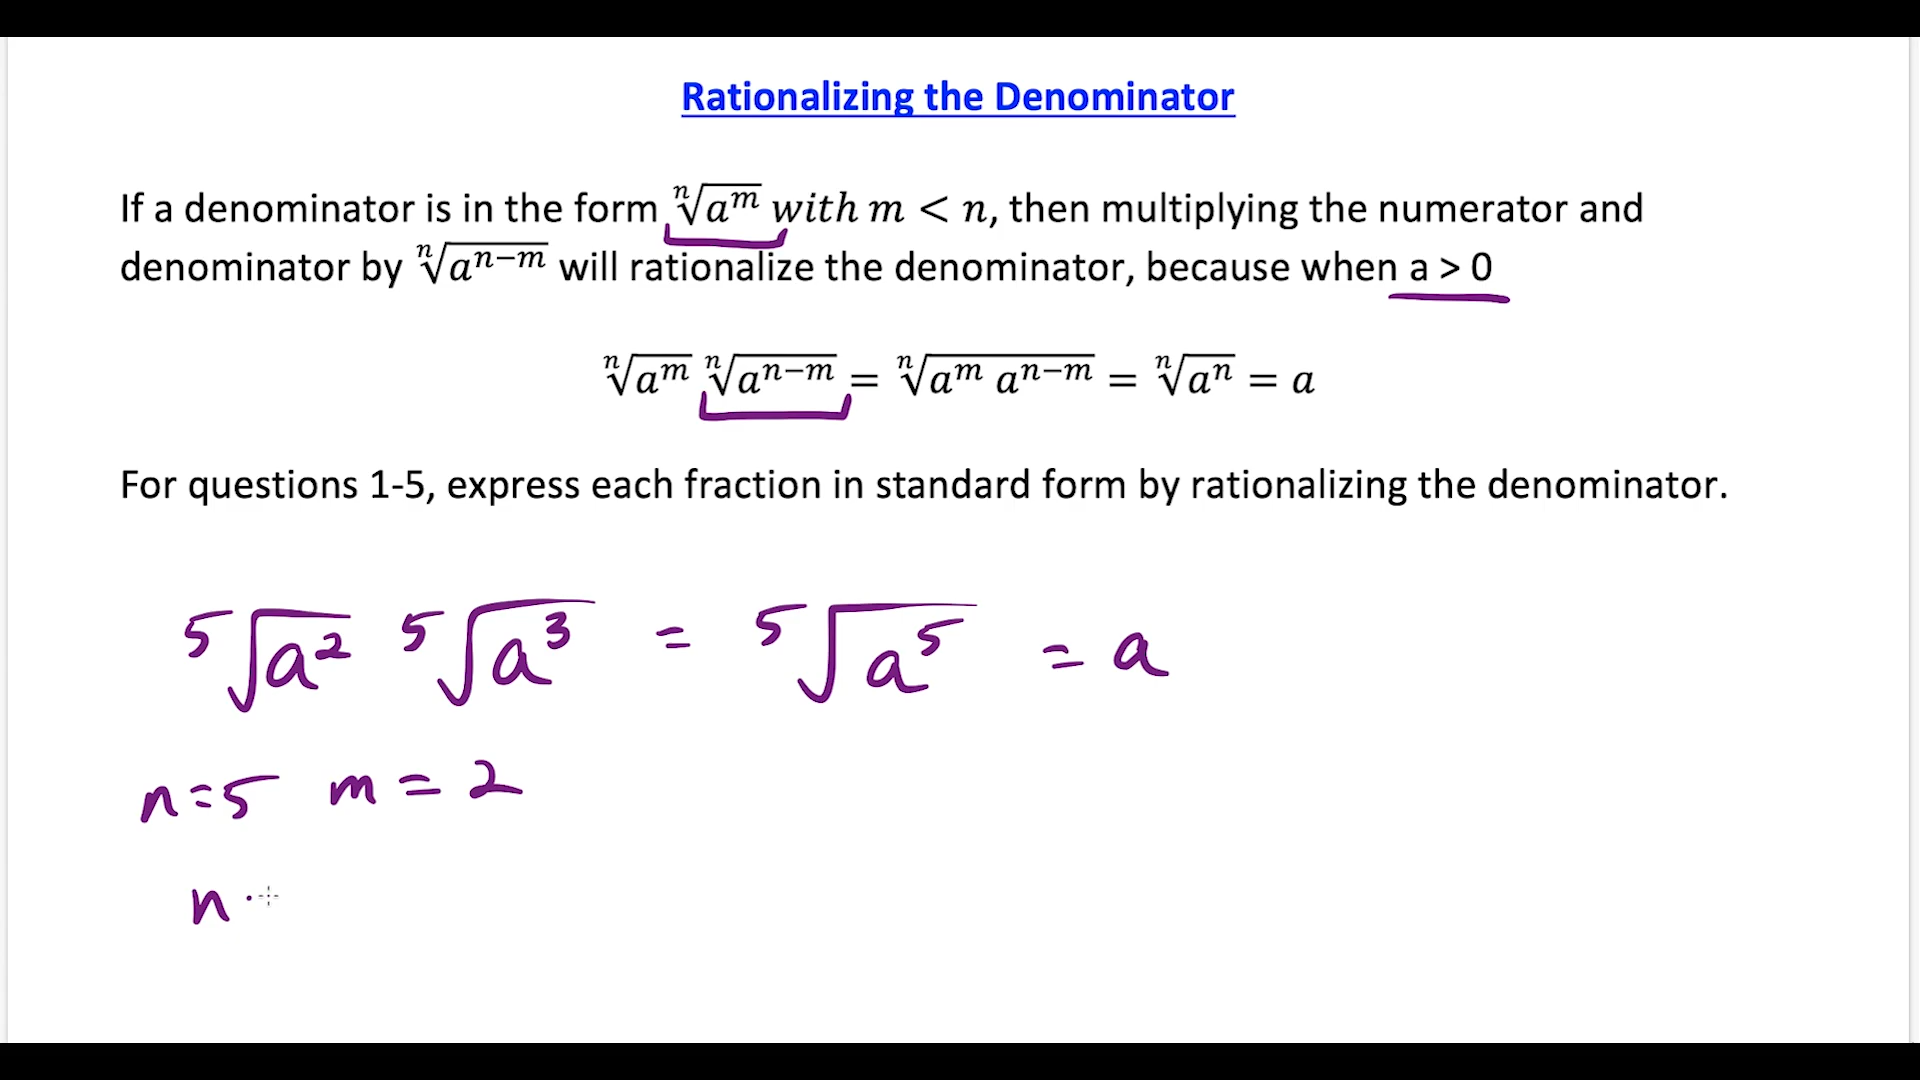 Rationalizing the Denominator
If a denominator is in the form ⁿ√aᵐ with m < n, then multiplying the numerator and
denominator by ⁿ√aⁿ⁻ᵐ will rationalize the denominator, because when a > 0
ⁿ√aᵐ ⁿ√aⁿ⁻ᵐ = ⁿ√aᵐ aⁿ⁻ᵐ = ⁿ√aⁿ = a
For questions 1-5, express each fraction in standard form by rationalizing the denominator.
⁵√a² ⁵√a³ = ⁵√a⁵ = a
n=5 m = 2
n -